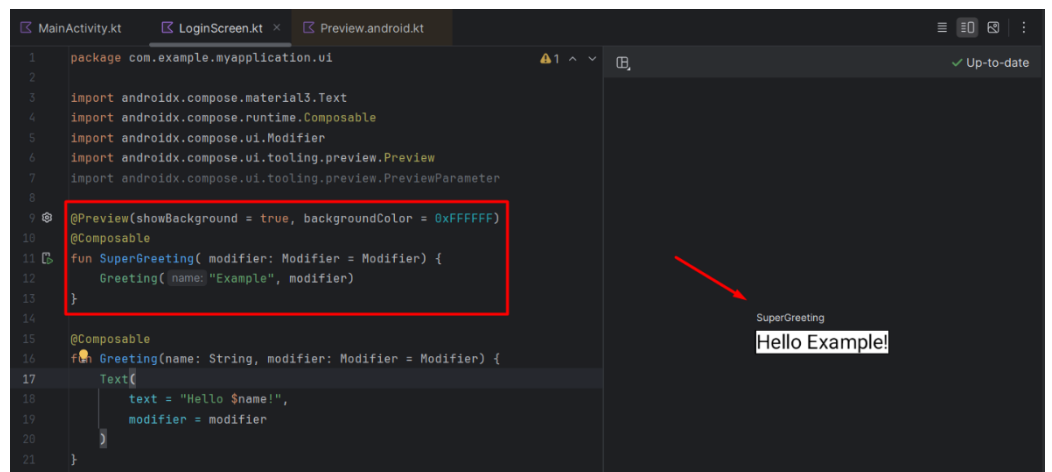 MainActivity.kt LoginScreen.kt × Preview.android.kt
1 package com.example.myapplication.ui 1
Up-to-date
2
3 import androidx.compose.material3.Text
4 import androidx.compose.runtime.Composable
5 import androidx.compose.ui.Modifier
6 import androidx.compose.ui.tooling.preview.Preview
7 import androidx.compose.ui.tooling.preview.PreviewParameter
8
9 @Preview(showBackground = true, backgroundColor = 0xFFFFFF)
10 @Composable
11 fun SuperGreeting( modifier: Modifier = Modifier) {
12 Greeting( name: "Example", modifier)
13 }
14
15 @Composable
16 fun Greeting(name: String, modifier: Modifier = Modifier) {
17 Text(
18 text = "Hello $name!",
19 modifier = modifier
20 )
21 }
SuperGreeting
Hello Example!